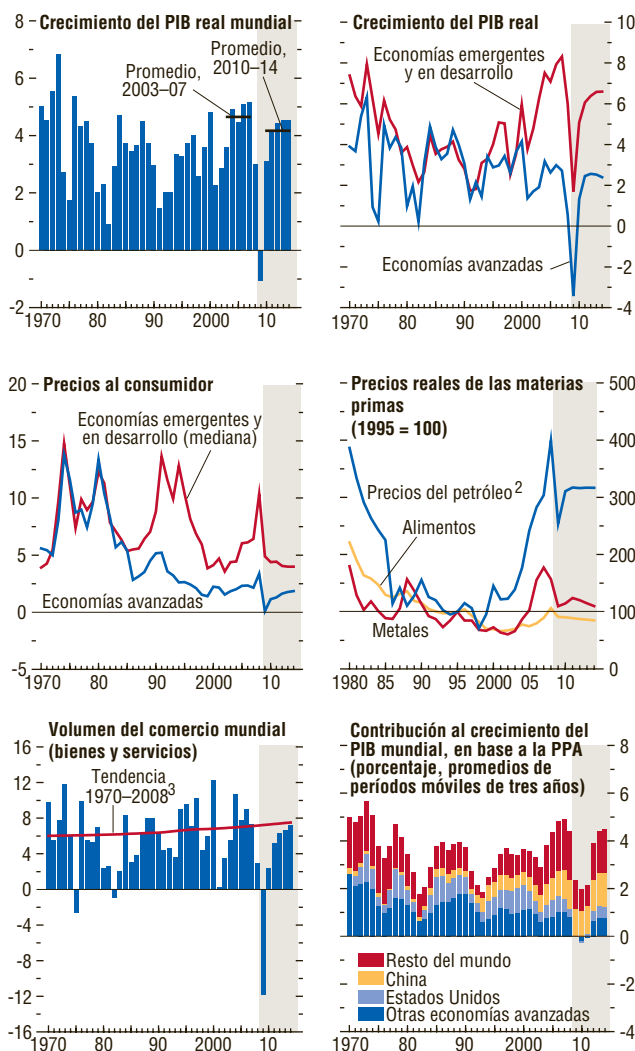 Crecimiento del PIB real mundial
8
6
4
2
0
-2
Promedio,
2003–07
Promedio,
2010–14
1970 80 90 2000 10
Crecimiento del PIB real
10
8
6
4
2
0
-2
-4
Economías emergentes
y en desarrollo
Economías avanzadas
1970 80 90 2000 10
Precios al consumidor
20
15
10
5
0
-5
Economías emergentes y
en desarrollo (mediana)
Economías avanzadas
1970 80 90 2000 10
Precios reales de las materias
primas
(1995 = 100)
500
400
300
200
100
0
Precios del petróleo2
Alimentos
Metales
1980 85 90 95 2000 05 10
Volumen del comercio mundial
(bienes y servicios)
16
12
8
4
0
-4
-8
-12
-16
Tendencia
1970–20083
1970 80 90 2000 10
Contribución al crecimiento del
PIB mundial, en base a la PPA
(porcentaje, promedios de
períodos móviles de tres años)
8
6
4
2
0
-2
-4
Resto del mundo
China
Estados Unidos
Otras economías avanzadas
1970 80 90 2000 10